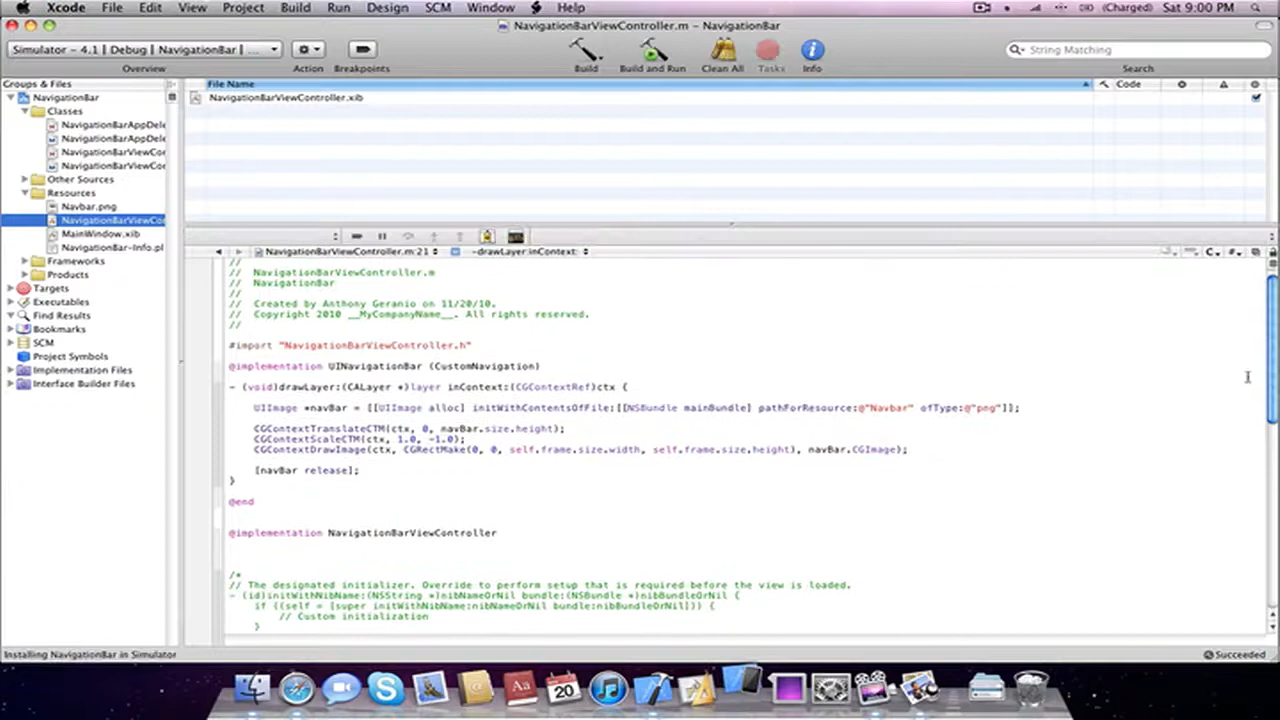 Xcode File Edit View Project Build Run Design SCM Window Help (Charged) Sat 9:00 PM
NavigationBarViewController.m - NavigationBar
Simulator - 4.1 | Debug | NavigationBar | ...
String Matching
Overview Action Breakpoints Build Build and Run Clean All Tasks Info Search
Groups & Files File Name Code
NavigationBar NavigationBarViewController.xib
Classes
NavigationBarAppDele
NavigationBarAppDele
NavigationBarViewCo
NavigationBarViewCo
Other Sources
Resources
Navbar.png
NavigationBarViewCo
MainWindow.xib
NavigationBar-Info.pl
Frameworks
Products
Targets
Executables
Find Results
Bookmarks
SCM
Project Symbols
Implementation Files
Interface Builder Files
NavigationBarViewController.m:21 -drawLayer:inContext:
//
// NavigationBarViewController.m
// NavigationBar
//
// Created by Anthony Geranio on 11/20/10.
// Copyright 2010 __MyCompanyName__. All rights reserved.
//
#import "NavigationBarViewController.h"
@implementation UINavigationBar (CustomNavigation)
- (void)drawLayer:(CALayer *)layer inContext:(CGContextRef)ctx {
UIImage *navBar = [[UIImage alloc] initWithContentsOfFile:[[NSBundle mainBundle] pathForResource:@"Navbar" ofType:@"png"]];
CGContextTranslateCTM(ctx, 0, navBar.size.height);
CGContextScaleCTM(ctx, 1.0, -1.0);
CGContextDrawImage(ctx, CGRectMake(0, 0, self.frame.size.width, self.frame.size.height), navBar.CGImage);
[navBar release];
}
@end
@implementation NavigationBarViewController
/*
// The designated initializer. Override to perform setup that is required before the view is loaded.
- (id)initWithNibName:(NSString *)nibNameOrNil bundle:(NSBundle *)nibBundleOrNil {
if ((self = [super initWithNibName:nibNameOrNil bundle:nibBundleOrNil])) {
// Custom initialization
}
Installing NavigationBar in Simulator Succeeded
Aa
NOV
20